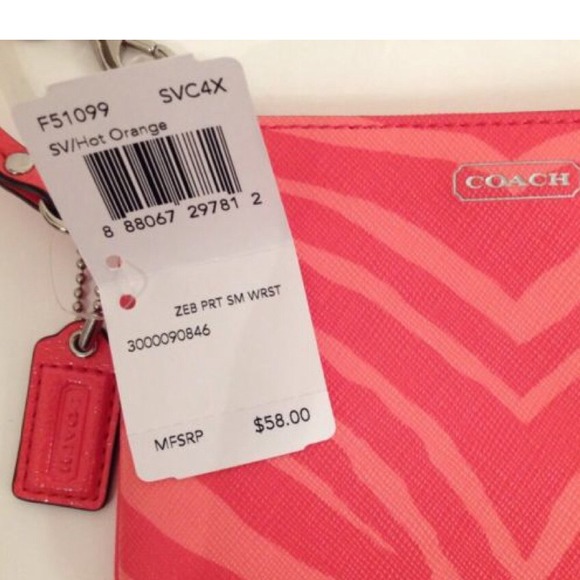 F51099 SVC4X
SV/Hot Orange
8 88067 29781 2
ZEB PRT SM WRST
3000090846
MFSRP $58.00
COACH
COACH